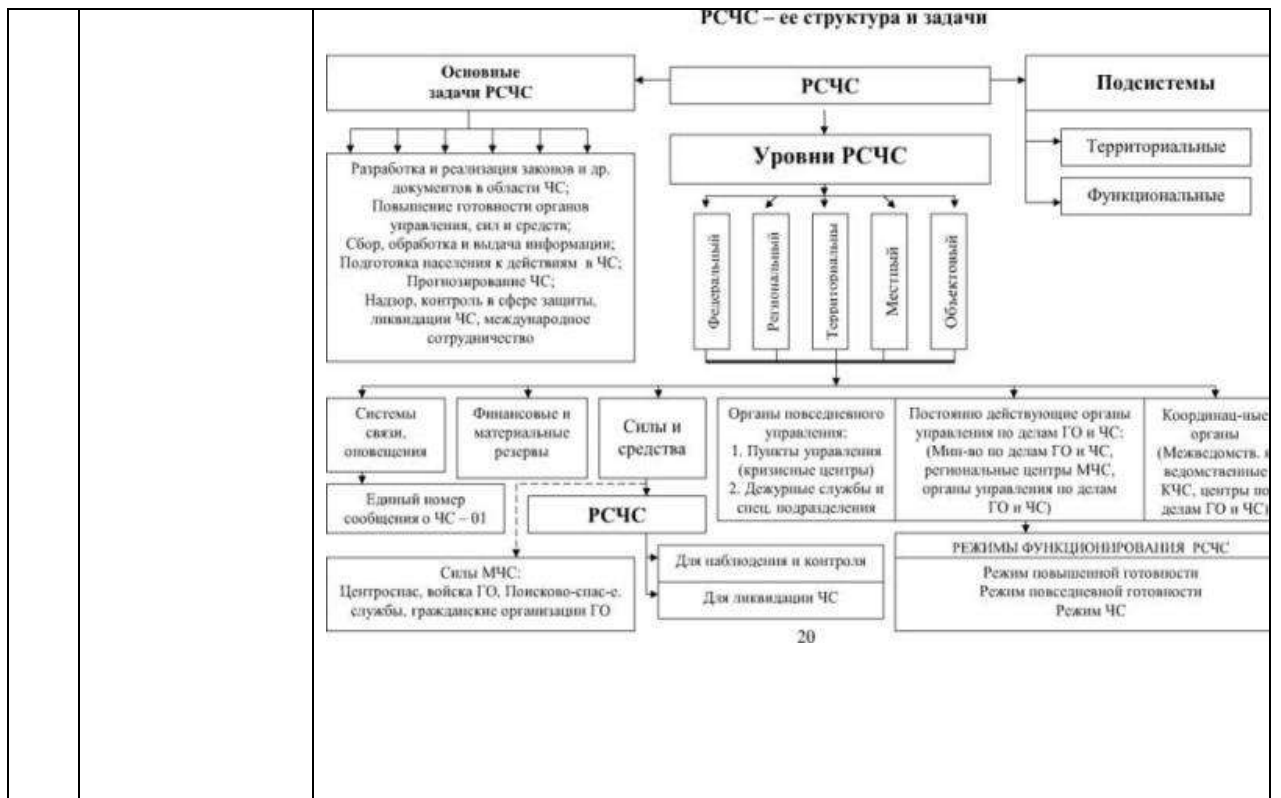 РСЧС – ее структура и задачи
Основные
задачи РСЧС
РСЧС
Подсистемы
Территориальные
Функциональные
Уровни РСЧС
Разработка и реализация законов и др.
документов в области ЧС;
Повышение готовности органов
управления, сил и средств;
Сбор, обработка и выдача информации;
Подготовка населения к действиям в ЧС;
Прогнозирование ЧС;
Надзор, контроль в сфере защиты,
ликвидации ЧС, международное
сотрудничество
Федеральный
Региональный
Территориальны
Местный
Объектовый
Системы
связи,
оповещения
Финансовые и
материальные
резервы
Силы и
средства
Органы повседневного
управления:
1. Пункты управления
(кризисные центры)
2. Дежурные службы и
спец. подразделения
Постоянно действующие органы
управления по делам ГО и ЧС:
(Мин-во по делам ГО и ЧС,
региональные центры МЧС,
органы управления по делам
ГО и ЧС)
Координац-ные
органы
(Межведомств. и
ведомственные
КЧС, центры по
делам ГО и ЧС)
Единый номер
сообщения о ЧС – 01
РСЧС
Силы МЧС:
Центроспас, войска ГО, Поисково-спас-е.
службы, гражданские организации ГО
Для наблюдения и контроля
Для ликвидации ЧС
РЕЖИМЫ ФУНКЦИОНИРОВАНИЯ РСЧС
Режим повышенной готовности
Режим повседневной готовности
Режим ЧС
20